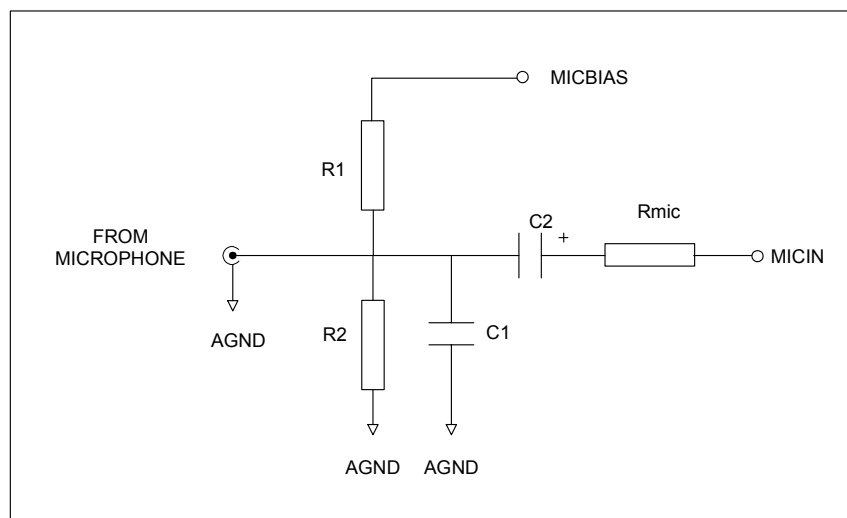 MICBIAS
R1
C2
+
Rmic
FROM
MICROPHONE
MICIN
AGND
R2
C1
AGND
AGND